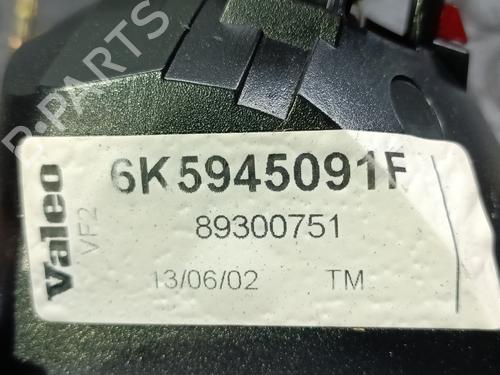 B-PARTS
6K5945091F
Valeo
VF2
89300751
13/06/02 TM